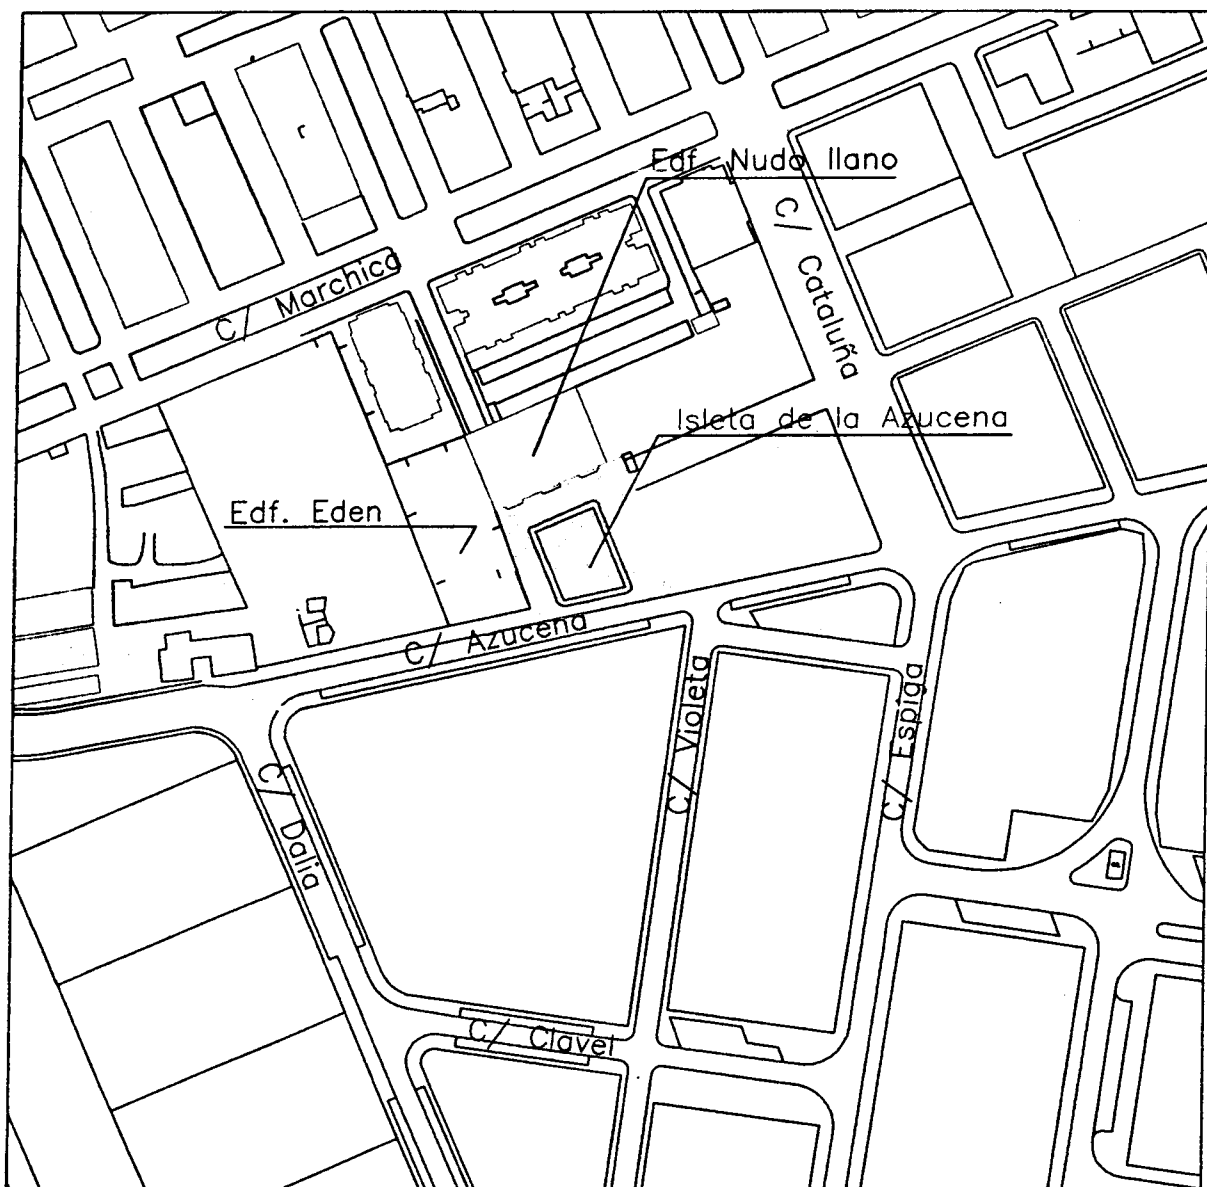 Edf. Nudo llano
C/ Cataluña
C/ Marchica
Isleta de la Azucena
Edf. Eden
C/ Azucena
C/ Violeta
C/ Espiga
C/ Dalia
C/ Clavel